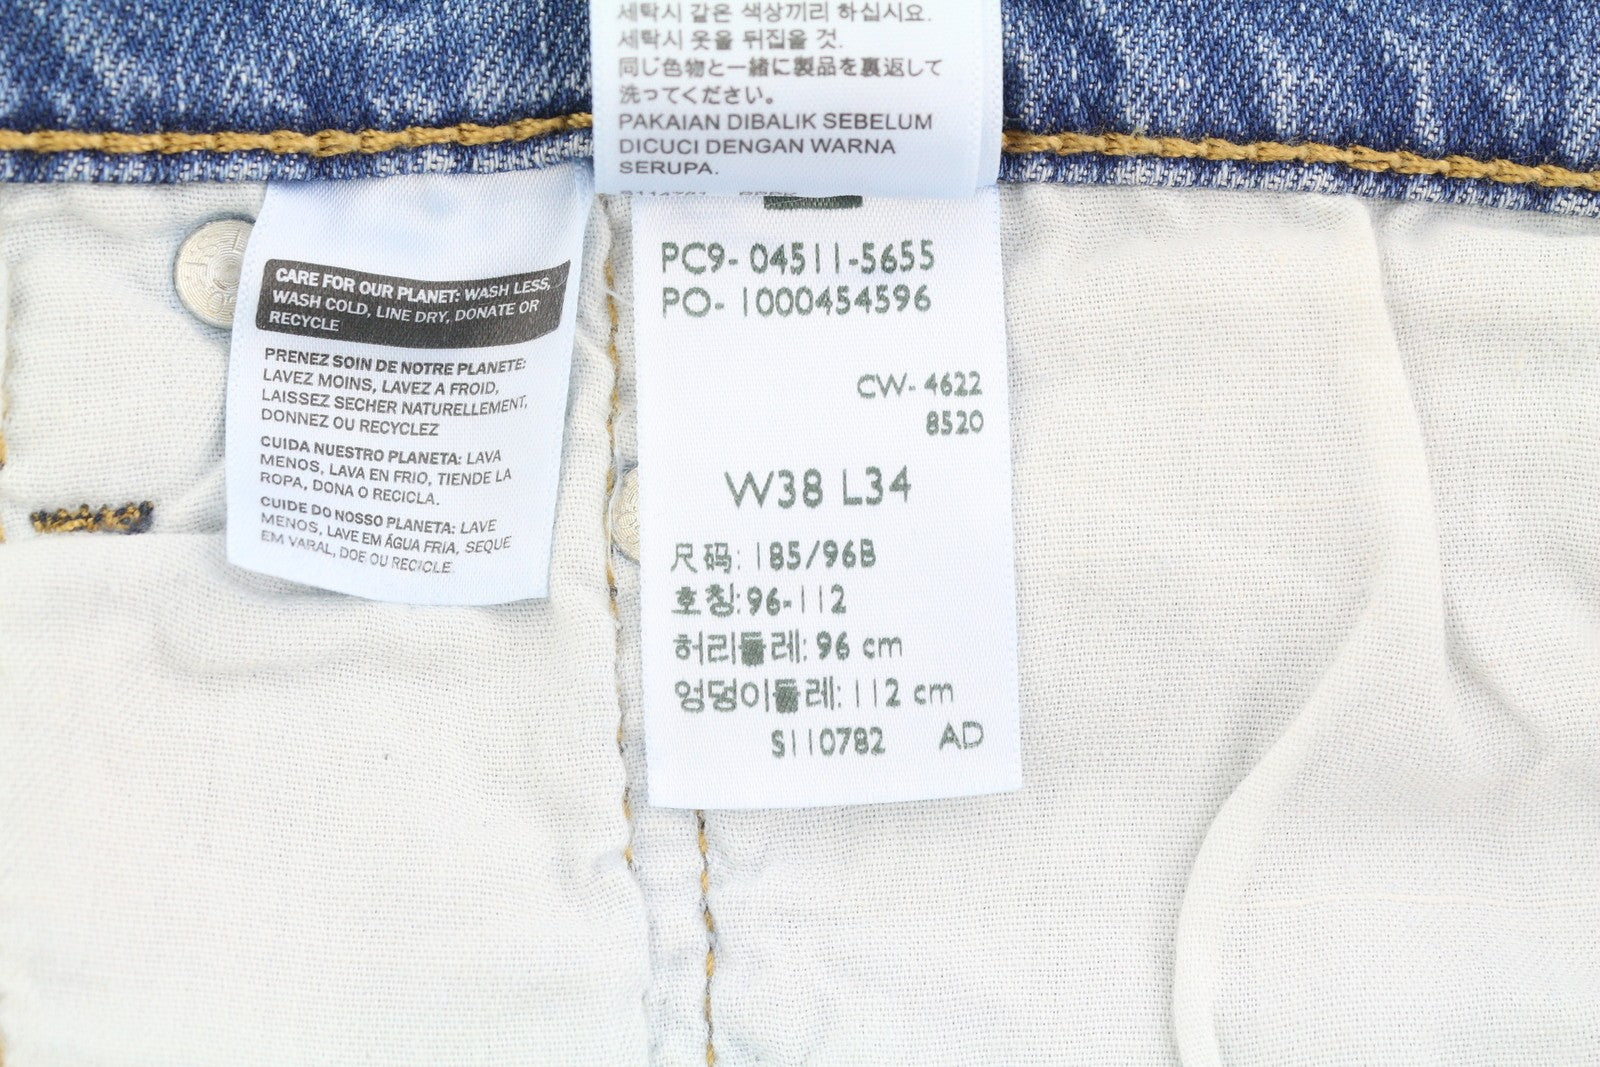 세탁시 같은 색상끼리 하십시요.
세탁시 옷을 뒤집을 것.
同じ色物と一緒に製品を裏返して
洗ってください。
PAKAIAN DIBALIK SEBELUM
DICUCI DENGAN WARNA
SERUPA.
CARE FOR OUR PLANET: WASH LESS,
WASH COLD, LINE DRY, DONATE OR
RECYCLE
PRENEZ SOIN DE NOTRE PLANETE:
LAVEZ MOINS, LAVEZ A FROID,
LAISSEZ SECHER NATURELLEMENT,
DONNEZ OU RECYCLEZ
CUIDA NUESTRO PLANETA: LAVA
MENOS, LAVA EN FRIO, TIENDE LA
ROPA, DONA O RECICLA.
CUIDE DO NOSSO PLANETA: LAVE
MENOS, LAVE EM ÁGUA FRIA, SEQUE
EM VARAL, DOE OU RECICLE.
PC9- 04511-5655
PO- 1000454596
CW- 4622
8520
W38 L34
尺码: 185/96B
호칭: 96-112
허리둘레: 96 cm
엉덩이둘레: 112 cm
S110782 AD